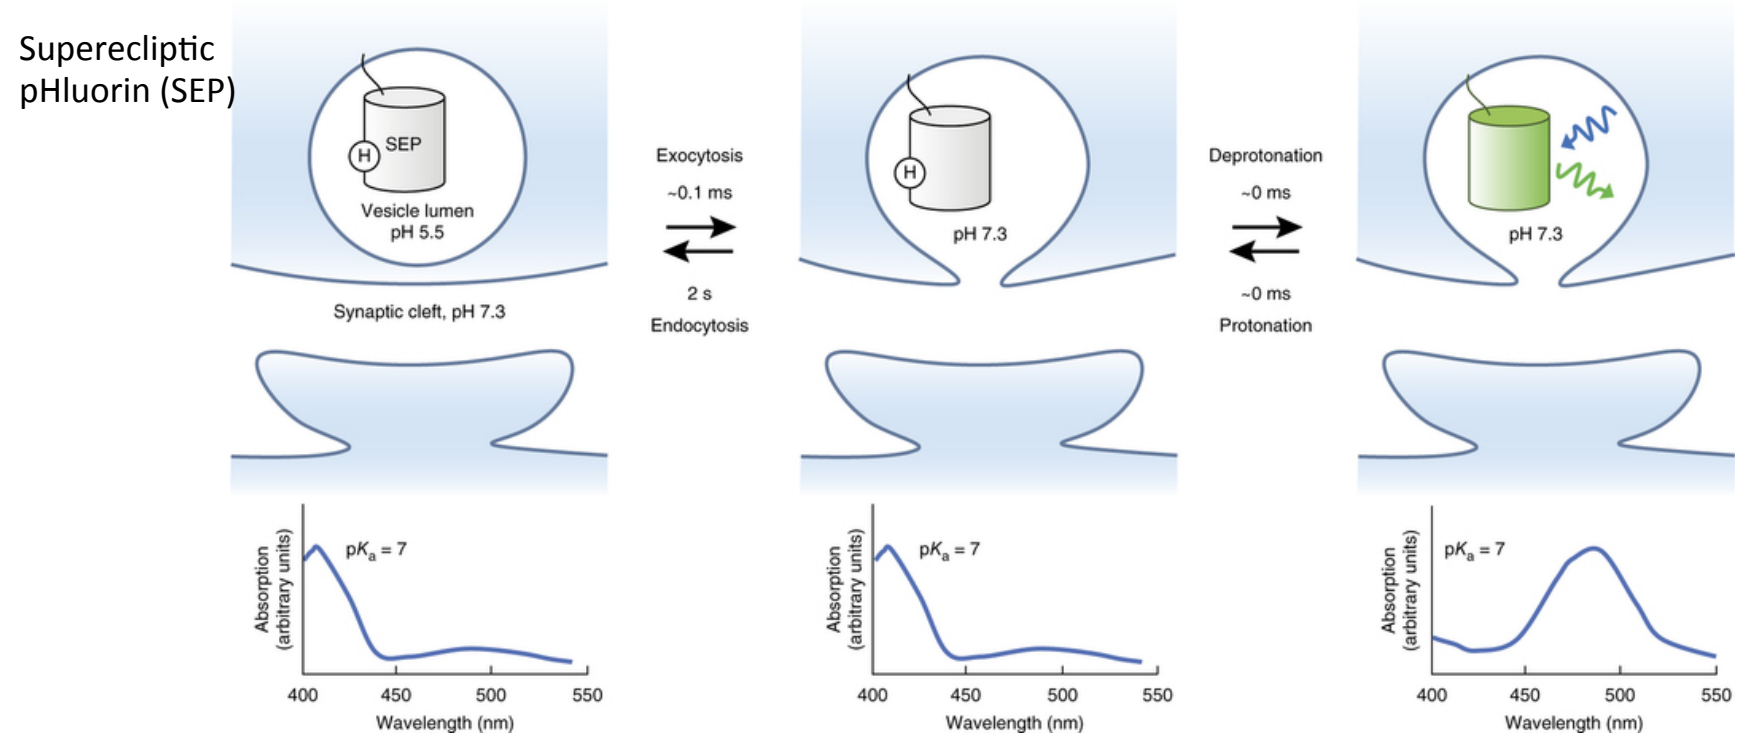 Superecliptic
pHluorin (SEP)
H
SEP
Vesicle lumen
pH 5.5
Synaptic cleft, pH 7.3
Exocytosis
~0.1 ms
2 s
Endocytosis
H
pH 7.3
Deprotonation
~0 ms
~0 ms
Protonation
pH 7.3
Absorption
(arbitrary units)
pKa = 7
400 450 500 550
Wavelength (nm)
Absorption
(arbitrary units)
pKa = 7
400 450 500 550
Wavelength (nm)
Absorption
(arbitrary units)
pKa = 7
400 450 500 550
Wavelength (nm)